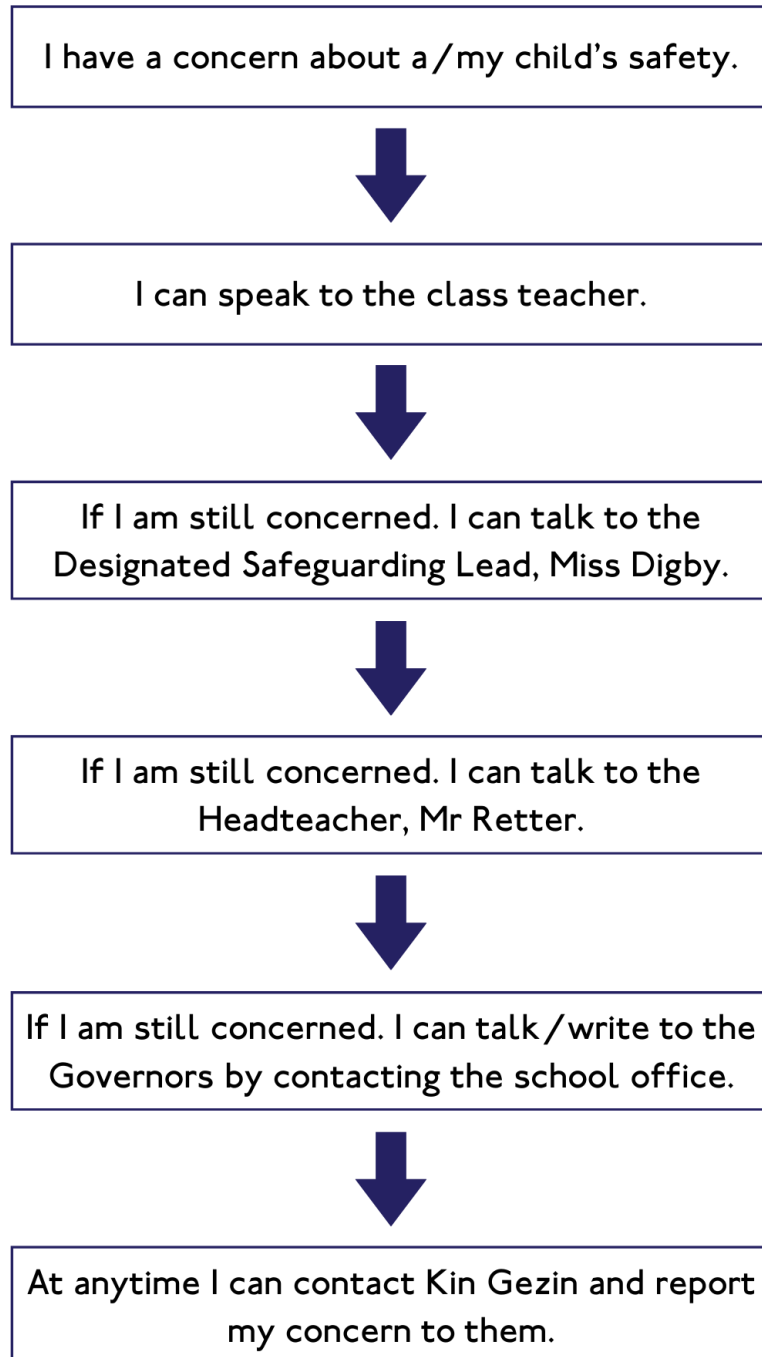 I have a concern about a/my child's safety.
I can speak to the class teacher.
If I am still concerned. I can talk to the
Designated Safeguarding Lead, Miss Digby.
If I am still concerned. I can talk to the
Headteacher, Mr Retter.
If I am still concerned. I can talk/write to the
Governors by contacting the school office.
At anytime I can contact Kin Gezin and report
my concern to them.